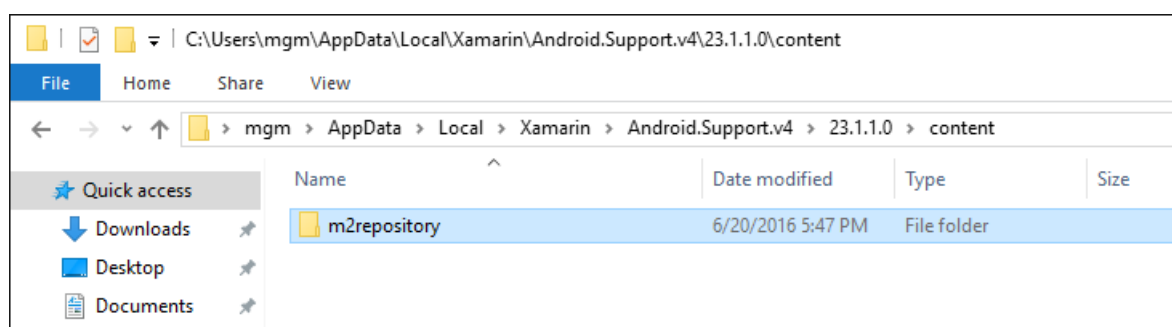 C:\Users\mgm\AppData\Local\Xamarin\Android.Support.v4\23.1.1.0\content
File Home Share View
mgm > AppData > Local > Xamarin > Android.Support.v4 > 23.1.1.0 > content
Name Date modified Type Size
Quick access
m2repository 6/20/2016 5:47 PM File folder
Downloads
Desktop
Documents